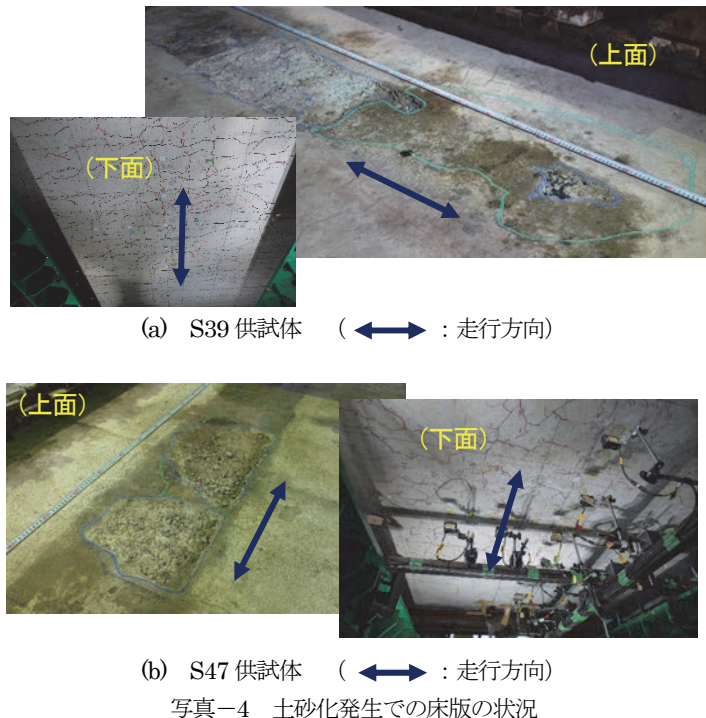 (上面)
(下面)
(a) S39 供試体 ( ：走行方向)
(上面)
(下面)
(b) S47 供試体 ( ：走行方向)
写真－4 土砂化発生での床版の状況